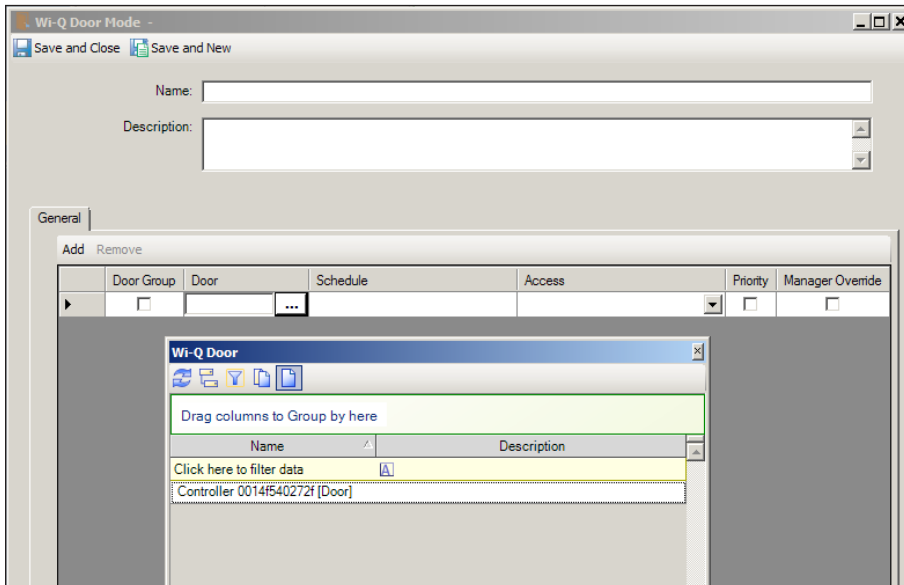 Wi-Q Door Mode -
Save and Close Save and New
Name:
Description:
General
Add Remove
Door Group Door Schedule Access Priority Manager Override
...
Wi-Q Door
Drag columns to Group by here
Name Description
Click here to filter data A
Controller 0014f540272f [Door]